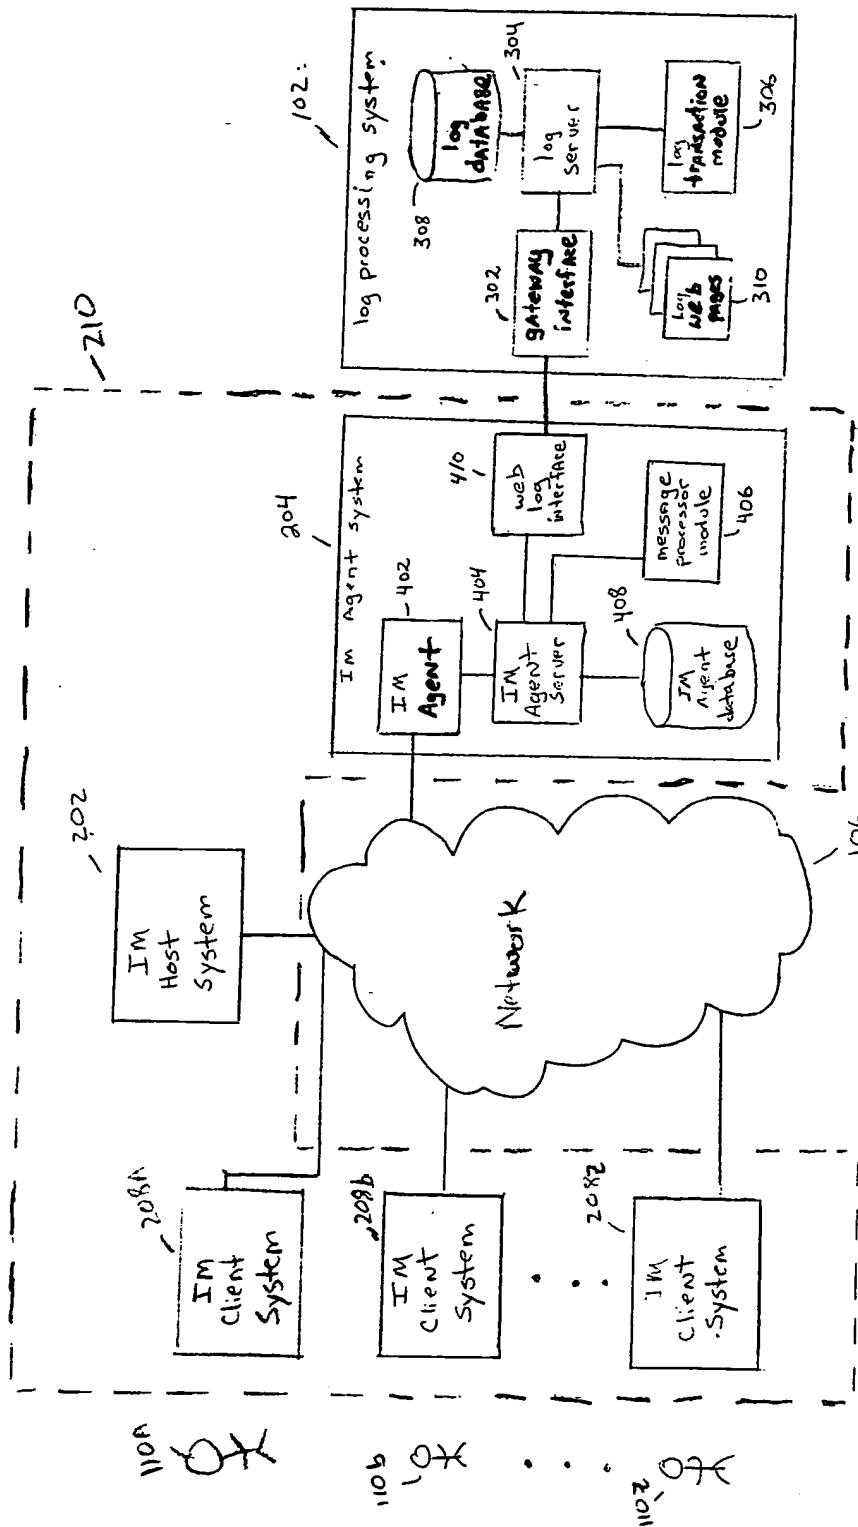 110A
110b
110z
210
208A
IM
Client
System
208b
IM
Client
System
208z
IM
Client
System
202
IM
Host
System
Network
106
204
IM Agent System
402
IM
Agent
404
IM
Agent
Server
408
IM
Agent
database
410
web
log
interface
message
processor
module
406
102
log processing system
302
gateway
interface
308
log
database
304
log
server
log
web
pages
310
log
transaction
module
306